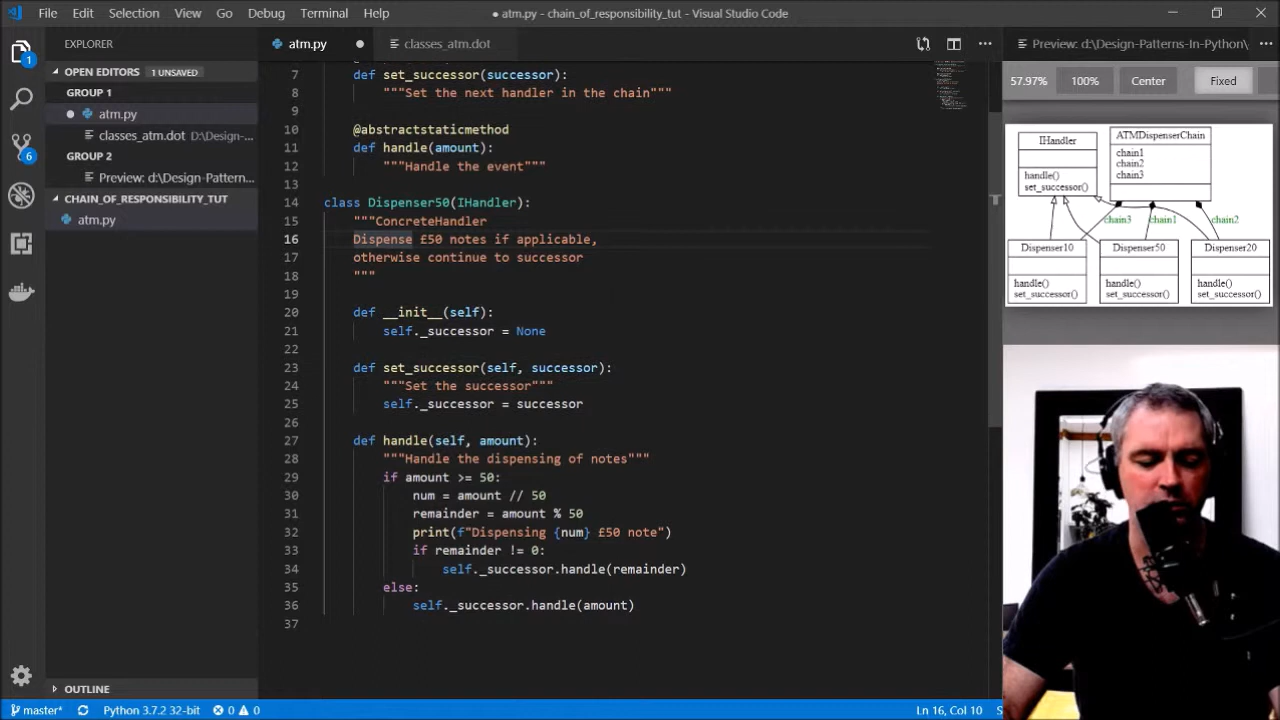 File Edit Selection View Go Debug Terminal Help
● atm.py - chain_of_responsibility_tut - Visual Studio Code
EXPLORER
OPEN EDITORS 1 UNSAVED
GROUP 1
atm.py
classes_atm.dot D:\Design-...
GROUP 2
Preview: d:\Design-Pattern...
CHAIN_OF_RESPONSIBILITY_TUT
atm.py
OUTLINE
1
6
atm.py
classes_atm.dot
7 def set_successor(successor):
8 """Set the next handler in the chain"""
9
10 @abstractstaticmethod
11 def handle(amount):
12 """Handle the event"""
13
14 class Dispenser50(IHandler):
15 """ConcreteHandler
16 Dispense £50 notes if applicable,
17 otherwise continue to successor
18 """
19
20 def __init__(self):
21 self._successor = None
22
23 def set_successor(self, successor):
24 """Set the successor"""
25 self._successor = successor
26
27 def handle(self, amount):
28 """Handle the dispensing of notes"""
29 if amount >= 50:
30 num = amount // 50
31 remainder = amount % 50
32 print(f"Dispensing {num} £50 note")
33 if remainder != 0:
34 self._successor.handle(remainder)
35 else:
36 self._successor.handle(amount)
37
Preview: d:\Design-Patterns-In-Python\
57.97% 100% Center Fixed
IHandler
handle()
set_successor()
ATMDispenserChain
chain1
chain2
chain3
chain3 chain1 chain2
Dispenser10
handle()
set_successor()
Dispenser50
handle()
set_successor()
Dispenser20
handle()
set_successor()
master* Python 3.7.2 32-bit 0 0 Ln 16, Col 10